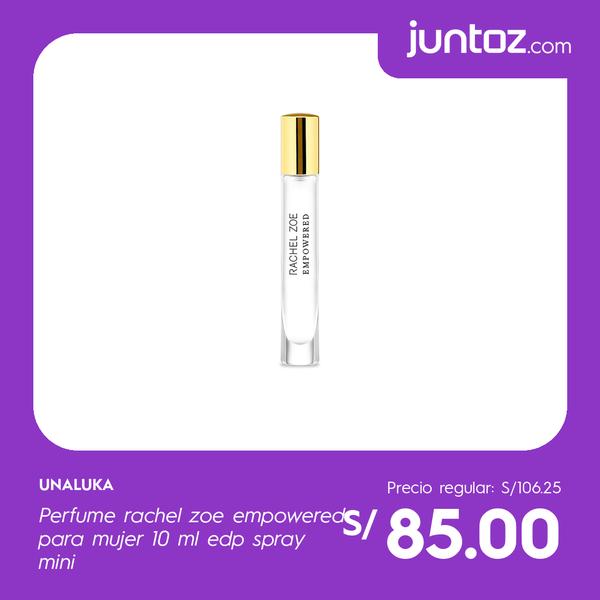 juntoz.com
RACHEL ZOE
EMPOWERED
UNALUKA
Perfume rachel zoe empowered
para mujer 10 ml edp spray
mini
Precio regular: S/106.25
S/ 85.00